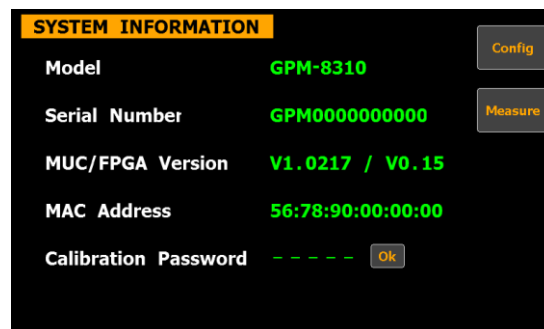 SYSTEM INFORMATION
Config
Model GPM-8310
Serial Number GPM0000000000
Measure
MUC/FPGA Version V1.0217 / V0.15
MAC Address 56:78:90:00:00:00
Calibration Password – – – – – Ok